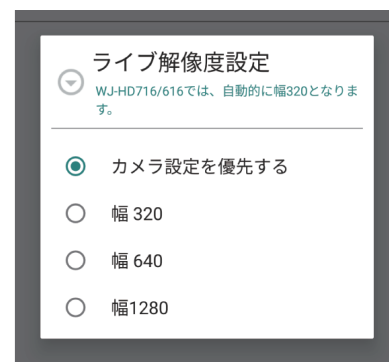 ライブ解像度設定
WJ-HD716/616では、自動的に幅320となりま
す。
カメラ設定を優先する
幅 320
幅 640
幅1280